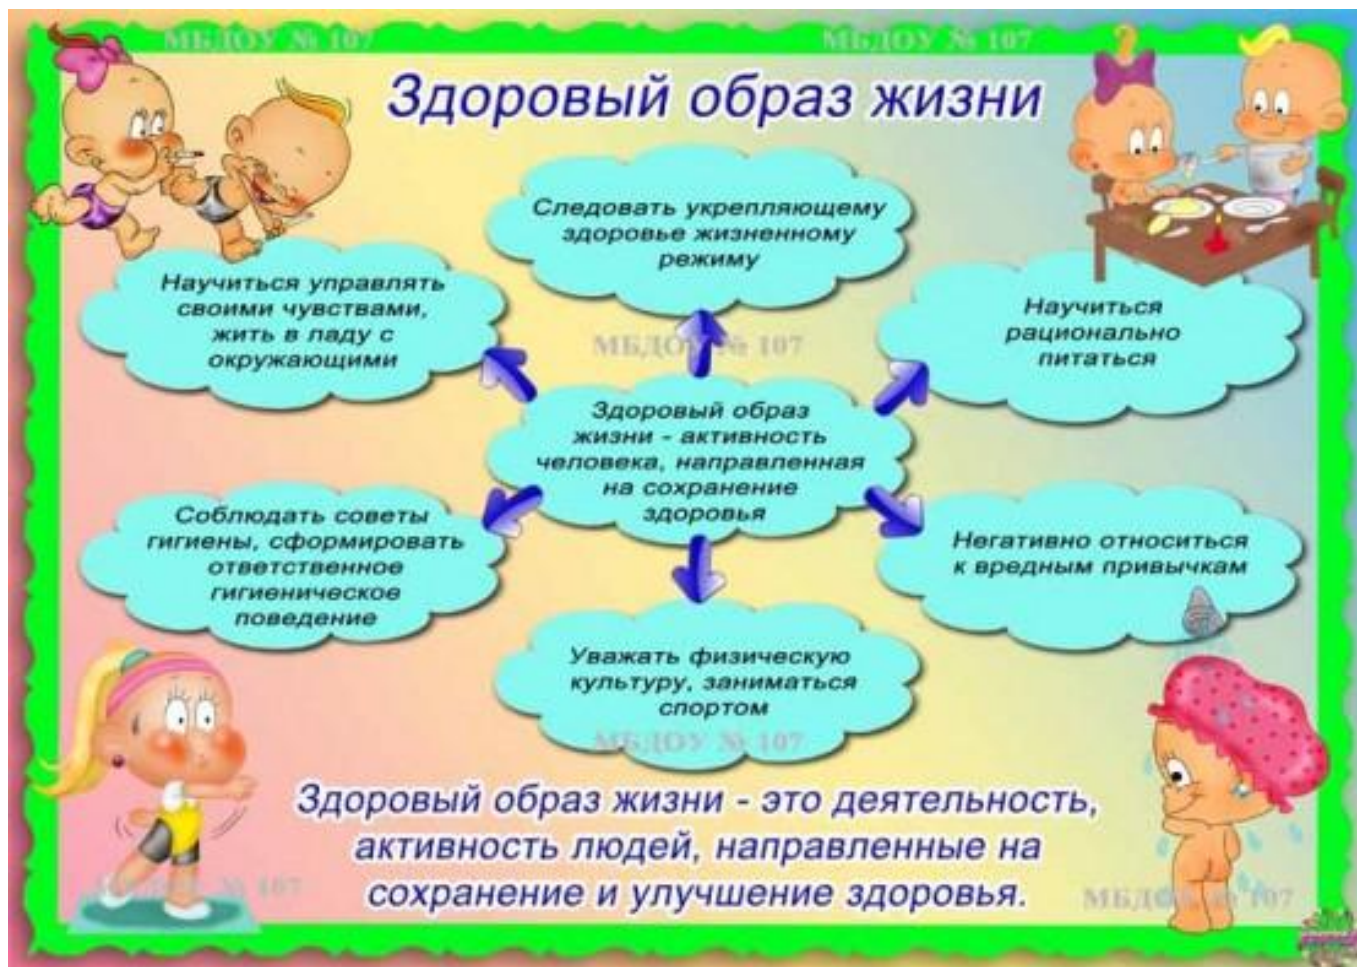 МБДОУ № 107
МБДОУ № 107
Здоровый образ жизни
Следовать укрепляющему
здоровье жизненному
режиму
Научиться управлять
своими чувствами,
жить в ладу с
окружающими
Научиться
рационально
питаться
МБДОУ № 107
Здоровый образ
жизни - активность
человека, направленная
на сохранение
здоровья
Соблюдать советы
гигиены, сформировать
ответственное
гигиеническое
поведение
Негативно относиться
к вредным привычкам
Уважать физическую
культуру, заниматься
спортом
МБДОУ № 107
Здоровый образ жизни - это деятельность,
активность людей, направленные на
сохранение и улучшение здоровья.
МБДОУ № 107
МБДОУ № 107